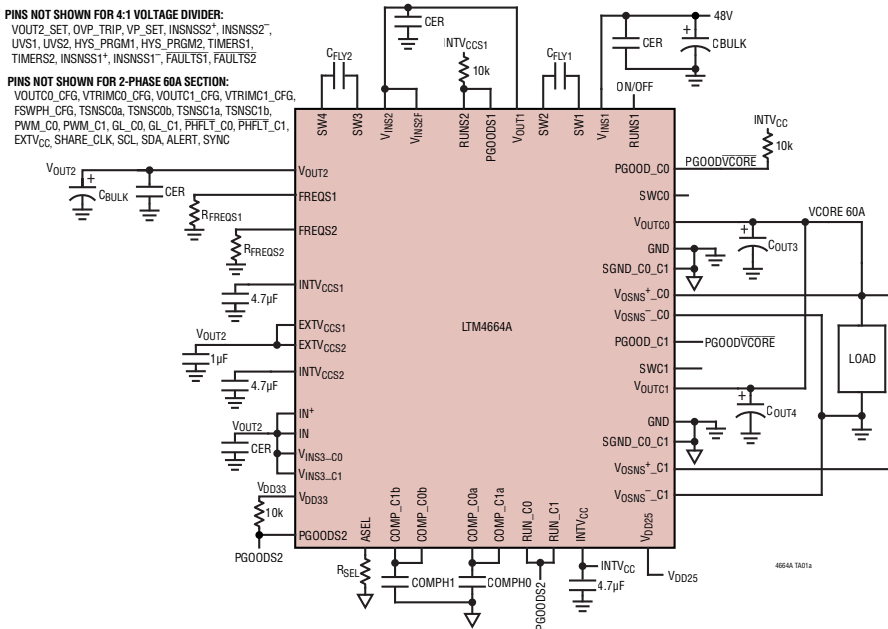 PINS NOT SHOWN FOR 4:1 VOLTAGE DIVIDER:
VOUT2_SET, OVP_TRIP, VP_SET, INSNSS2+, INSNSS2–,
UVS1, UVS2, HYS_PRGM1, HYS_PRGM2, TIMERS1,
TIMERS2, INSNSS1+, INSNSS1–, FAULTS1, FAULTS2
PINS NOT SHOWN FOR 2-PHASE 60A SECTION:
VOUTC0_CFG, VTRIMC0_CFG, VOUTC1_CFG, VTRIMC1_CFG,
FSWPH_CFG, TSNSC0a, TSNSC0b, TSNSC1a, TSNSC1b,
PWM_C0, PWM_C1, GL_C0, GL_C1, PHFLT_C0, PHFLT_C1,
EXTVCC, SHARE_CLK, SCL, SDA, ALERT, SYNC
CER
48V
CER
+
CBULK
CFLY2
INTVCCS1
10k
CFLY1
ON/OFF
SW4
SW3
VINS2
VINS2F
RUNS2
PGOODS1
VOUT1
SW2
SW1
VINS1
RUNS1
INTVCC
10k
PGOODVCORE
PGOOD_C0
SWC0
VCORE 60A
VOUTC0
+
COUT3
GND
SGND_C0_C1
VOSNS+_C0
VOSNS–_C0
PGOOD_C1
PGOODVCORE
LOAD
SWC1
VOUTC1
+
COUT4
GND
SGND_C0_C1
VOSNS+_C1
VOSNS–_C1
VOUT2
+
CBULK
CER
VOUT2
FREQS1
RFREQS1
FREQS2
RFREQS2
INTVCCS1
4.7µF
LTM4664A
EXTVCCS1
VOUT2
EXTVCCS2
1µF
INTVCCS2
4.7µF
IN+
VOUT2
IN
CER
VINS3_C0
VINS3_C1
VDD33
VDD33
10k
PGOODS2
PGOODS2
ASEL
COMP_C1b
COMP_C0b
COMP_C0a
COMP_C1a
RUN_C0
RUN_C1
INTVCC
VDD25
RSEL
COMPH1
COMPH0
PGOODS2
INTVCC
4.7µF
VDD25
4664A TA01a